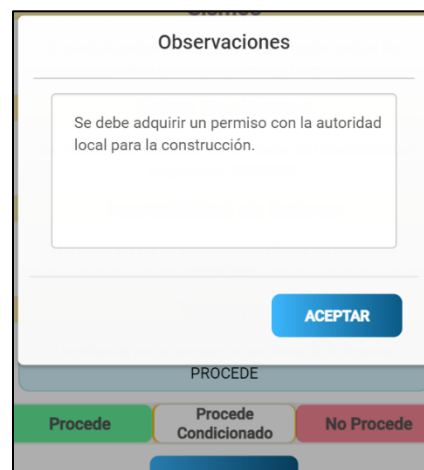 Observaciones
Se debe adquirir un permiso con la autoridad
local para la construcción.
ACEPTAR
PROCEDE
Procede
Procede
Condicionado
No Procede